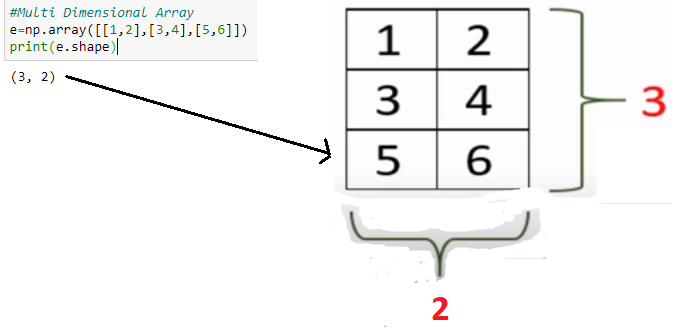 #Multi Dimensional Array
e=np.array([[1,2],[3,4],[5,6]])
print(e.shape)
(3, 2)
1 2
3 4
5 6
3
2